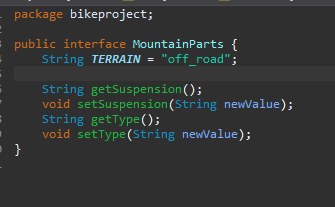 package bikeproject;
public interface MountainParts {
String TERRAIN = "off_road";
String getSuspension();
void setSuspension(String newValue);
String getType();
void setType(String newValue);
}